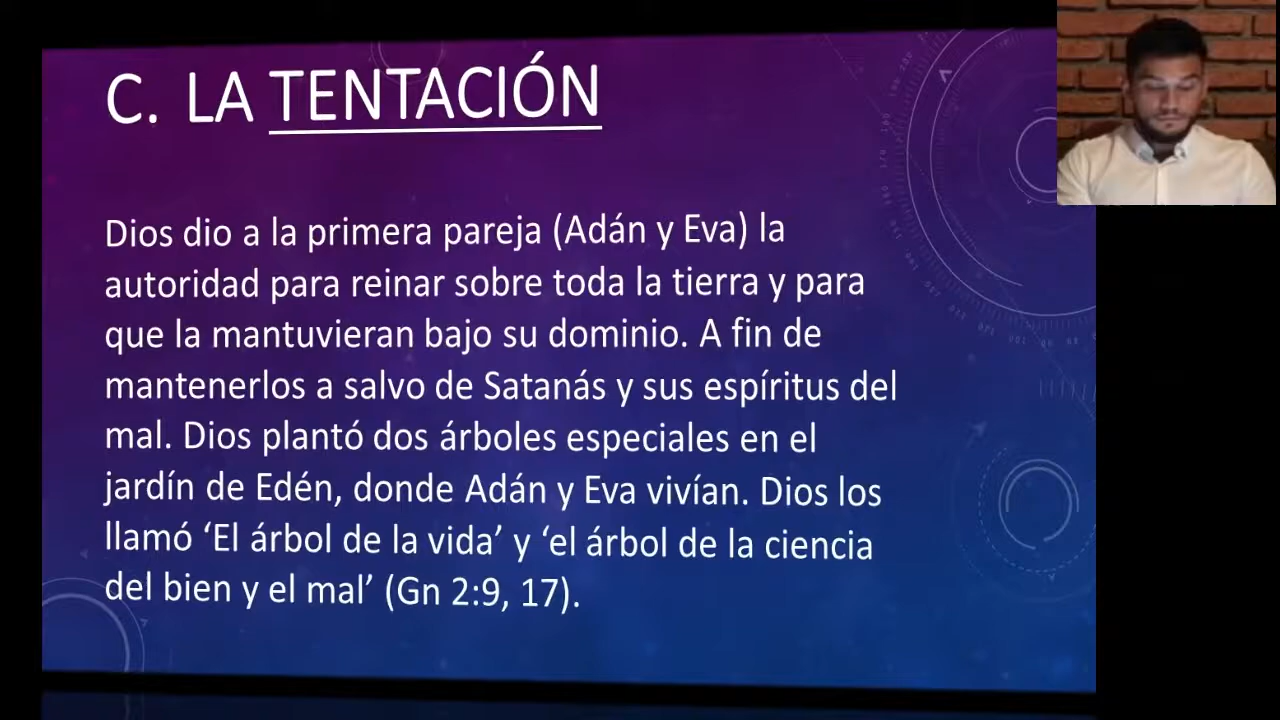 C. LA TENTACIÓN
Dios dio a la primera pareja (Adán y Eva) la
autoridad para reinar sobre toda la tierra y para
que la mantuvieran bajo su dominio. A fin de
mantenerlos a salvo de Satanás y sus espíritus del
mal. Dios plantó dos árboles especiales en el
jardín de Edén, donde Adán y Eva vivían. Dios los
llamó ‘El árbol de la vida’ y ‘el árbol de la ciencia
del bien y el mal’ (Gn 2:9, 17).